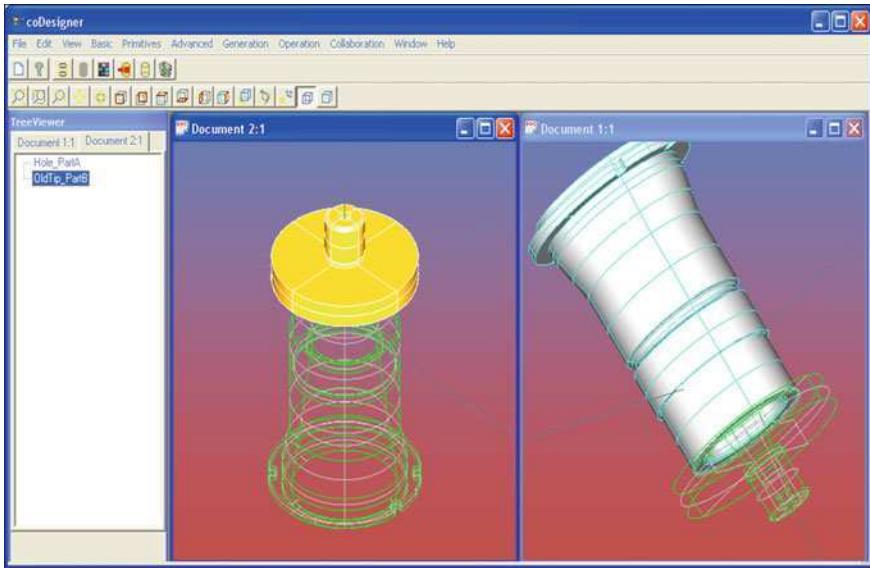 coDesigner
File Edit View Basic Primitives Advanced Generation Operation Collaboration Window Help
TreeViewer
Document 1:1 Document 2:1
Hole_PartA
OldTip_PartB
Document 2:1
Document 1:1